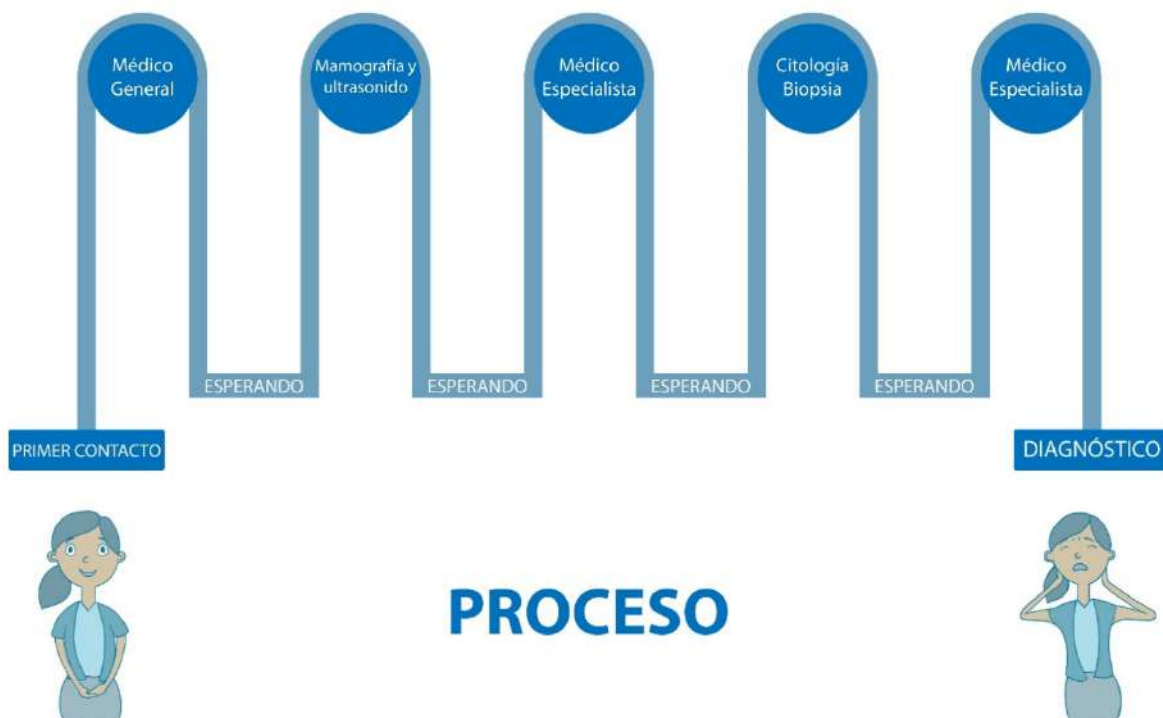 Médico
General
Mamografía y
ultrasonido
Médico
Especialista
Citología
Biopsia
Médico
Especialista
ESPERANDO
ESPERANDO
ESPERANDO
ESPERANDO
PRIMER CONTACTO
DIAGNÓSTICO
PROCESO